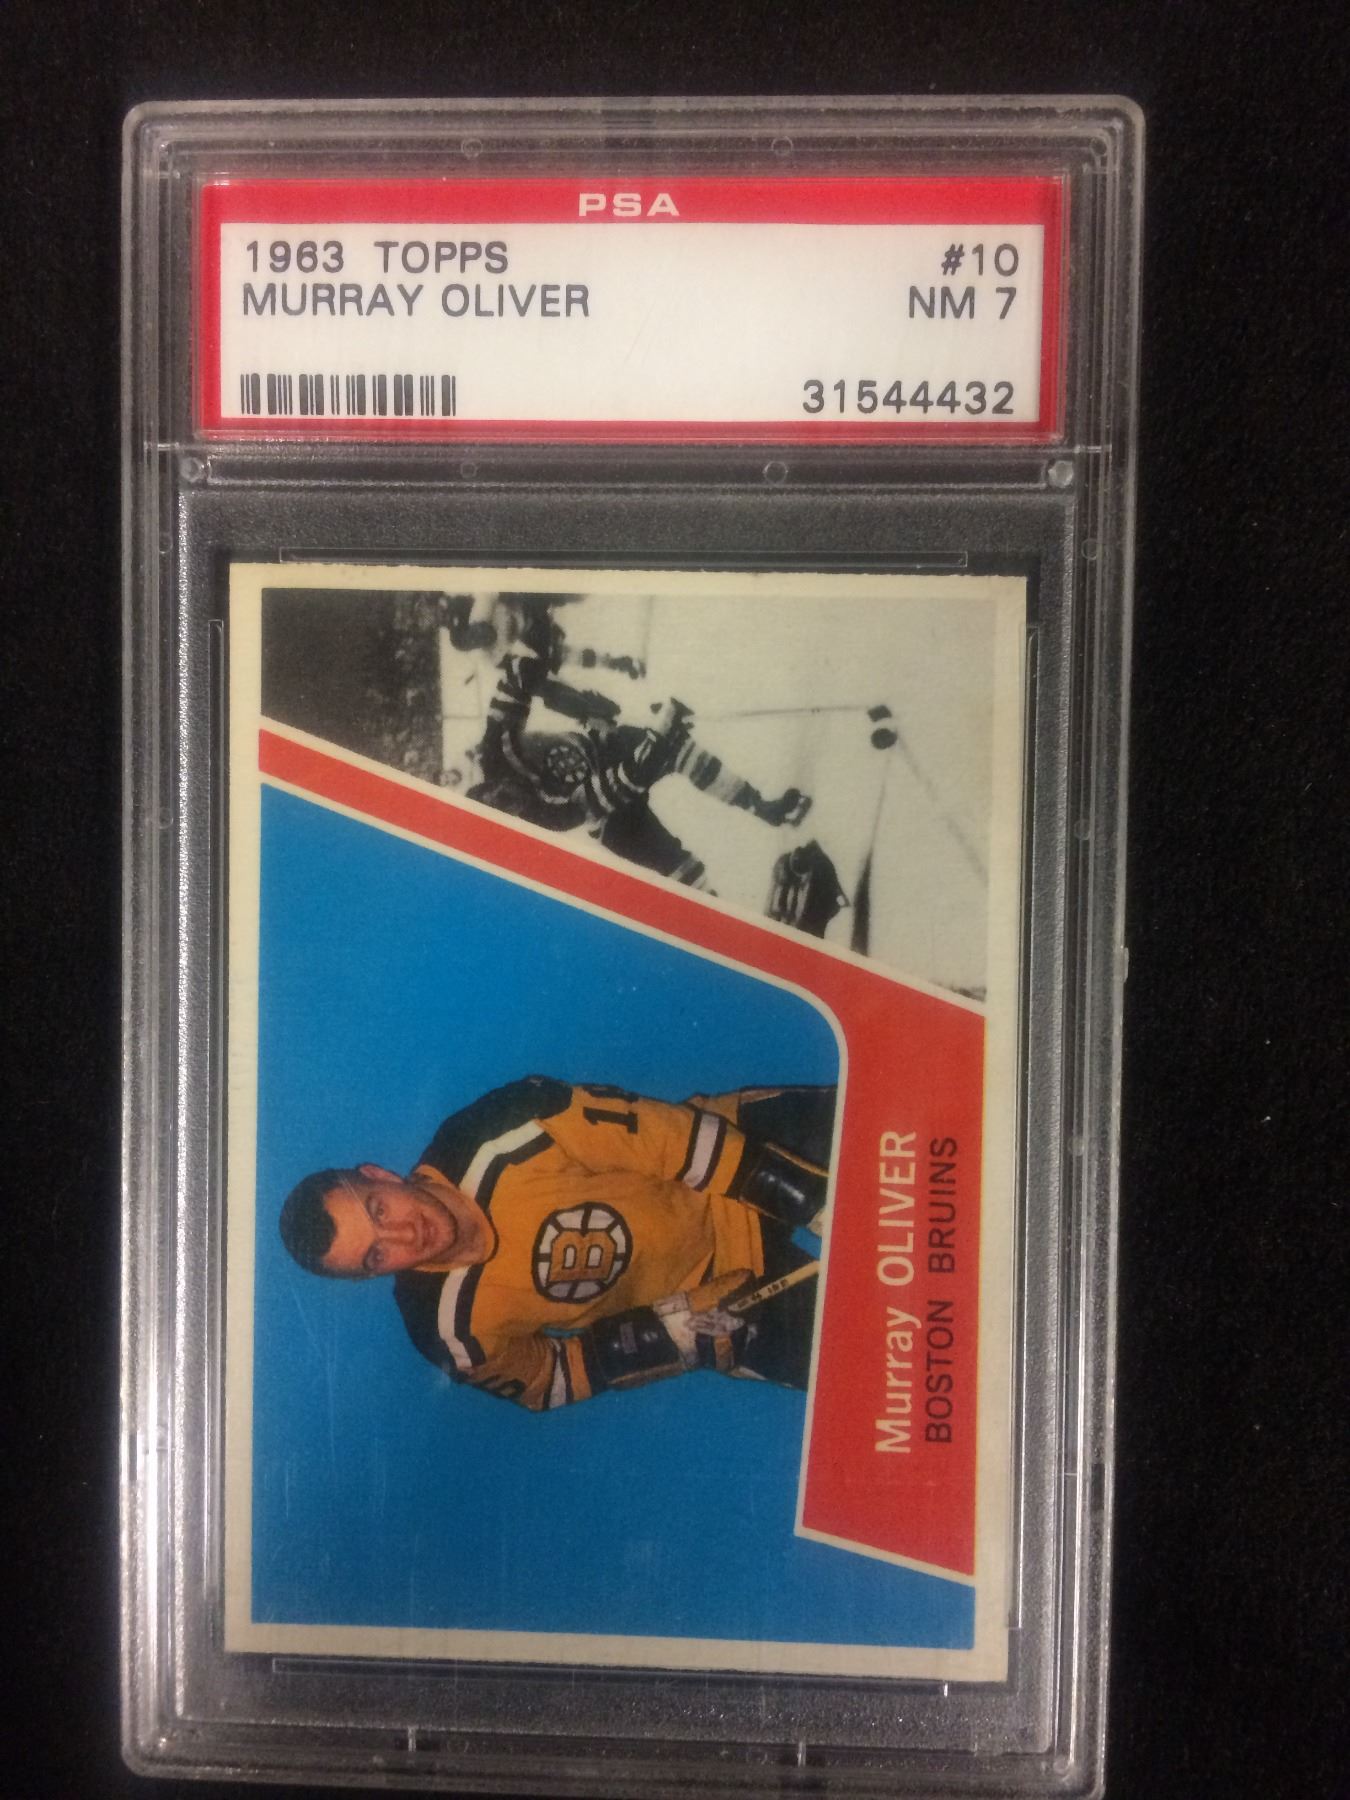 PSA
1963 TOPPS #10
MURRAY OLIVER NM 7
31544432
Murray OLIVER
BOSTON BRUINS
B